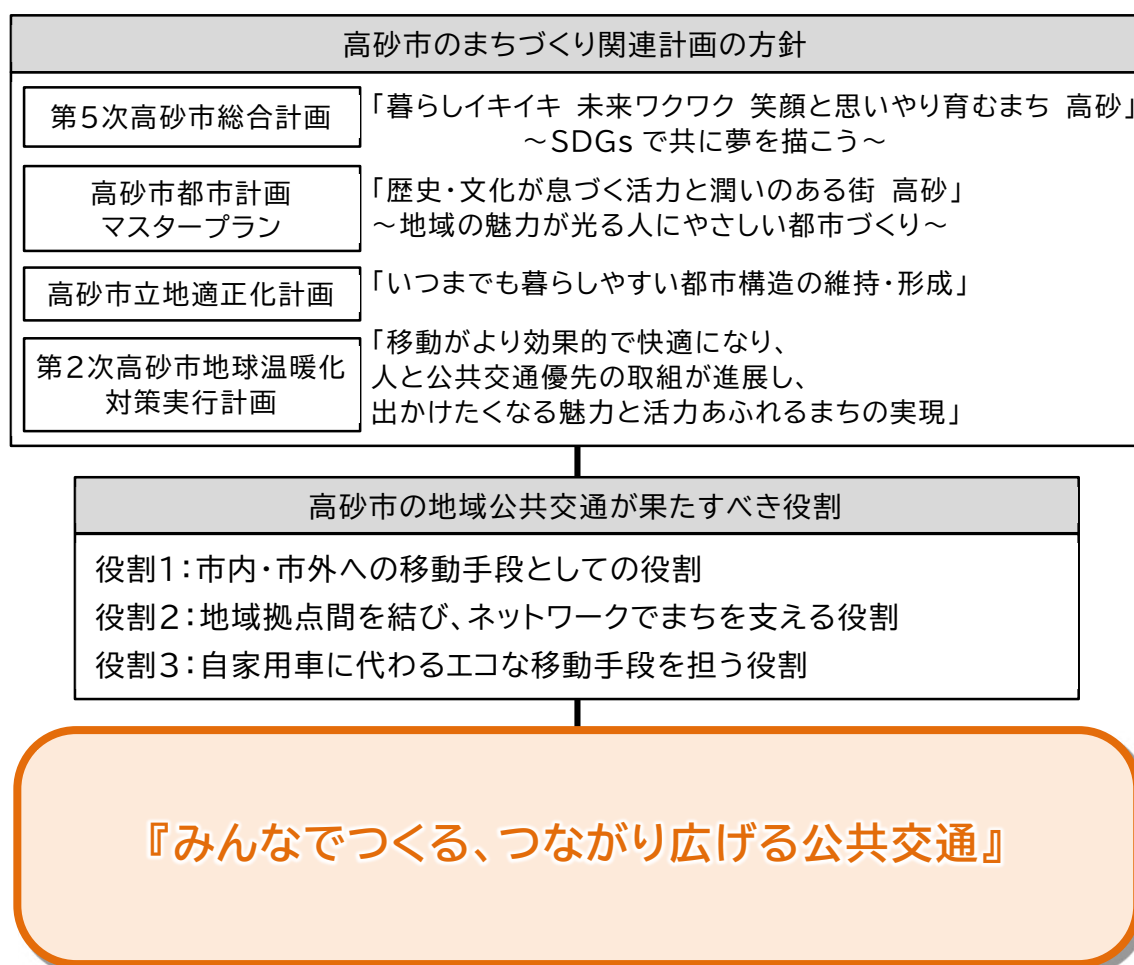 高砂市のまちづくり関連計画の方針
第5次高砂市総合計画
「暮らしイキイキ 未来ワクワク 笑顔と思いやり育むまち 高砂」
～SDGs で共に夢を描こう～
高砂市都市計画
マスタープラン
「歴史・文化が息づく活力と潤いのある街 高砂」
～地域の魅力が光る人にやさしい都市づくり～
高砂市立地適正化計画
「いつまでも暮らしやすい都市構造の維持・形成」
第2次高砂市地球温暖化
対策実行計画
「移動がより効果的で快適になり、
人と公共交通優先の取組が進展し、
出かけたくなる魅力と活力あふれるまちの実現」
高砂市の地域公共交通が果たすべき役割
役割1：市内・市外への移動手段としての役割
役割2：地域拠点間を結び、ネットワークでまちを支える役割
役割3：自家用車に代わるエコな移動手段を担う役割
『みんなでつくる、つながり広げる公共交通』